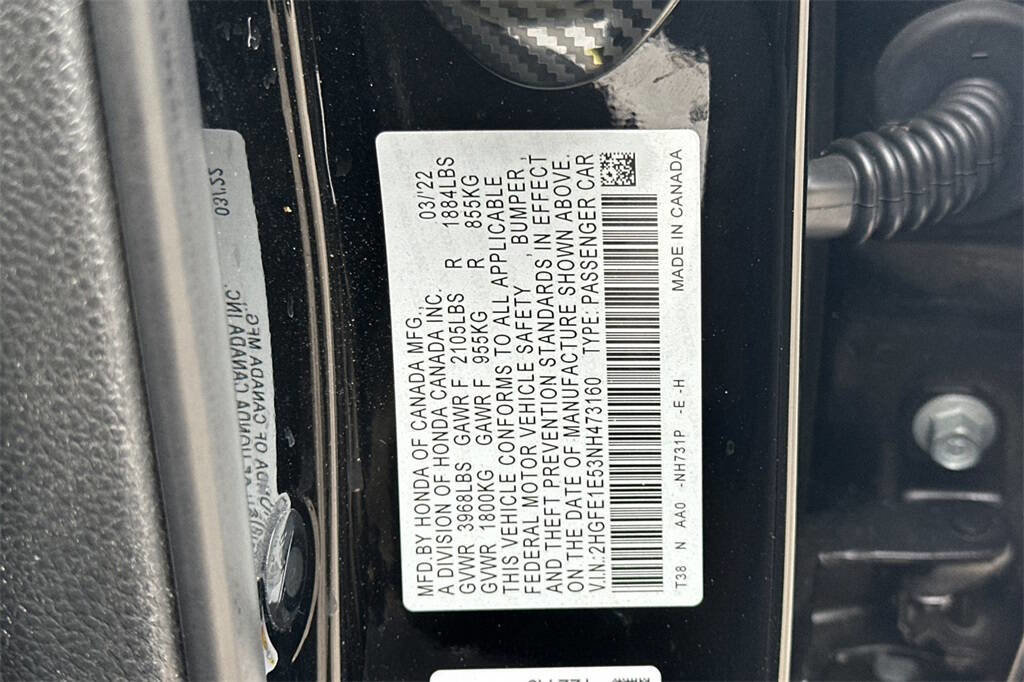 MFD.BY HONDA OF CANADA MFG., 03/'22
A DIVISION OF HONDA CANADA INC.
GVWR 3968LBS GAWR F 2105LBS R 1884LBS
GVWR 1800KG GAWR F 955KG R 855KG
THIS VEHICLE CONFORMS TO ALL APPLICABLE
FEDERAL MOTOR VEHICLE SAFETY , BUMPER,
AND THEFT PREVENTION STANDARDS IN EFFECT
ON THE DATE OF MANUFACTURE SHOWN ABOVE.
V.I.N.:2HGFE1E53NH473160 TYPE:PASSENGER CAR
T38 N AA0 -NH731P -E -H MADE IN CANADA